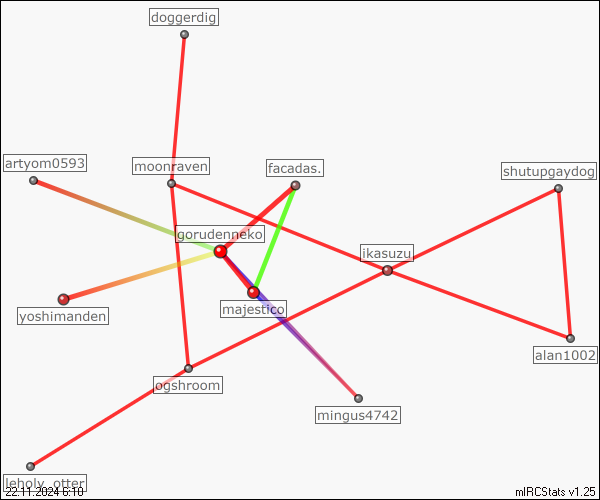 doggerdig
artyom0593
moonraven
facadas.
shutupgaydog
gorudenneko
ikasuzu
yoshimanden
majestico
alan1002
ogshroom
mingus4742
leholy_otter
22.11.2024 6:10
mIRCStats v1.25